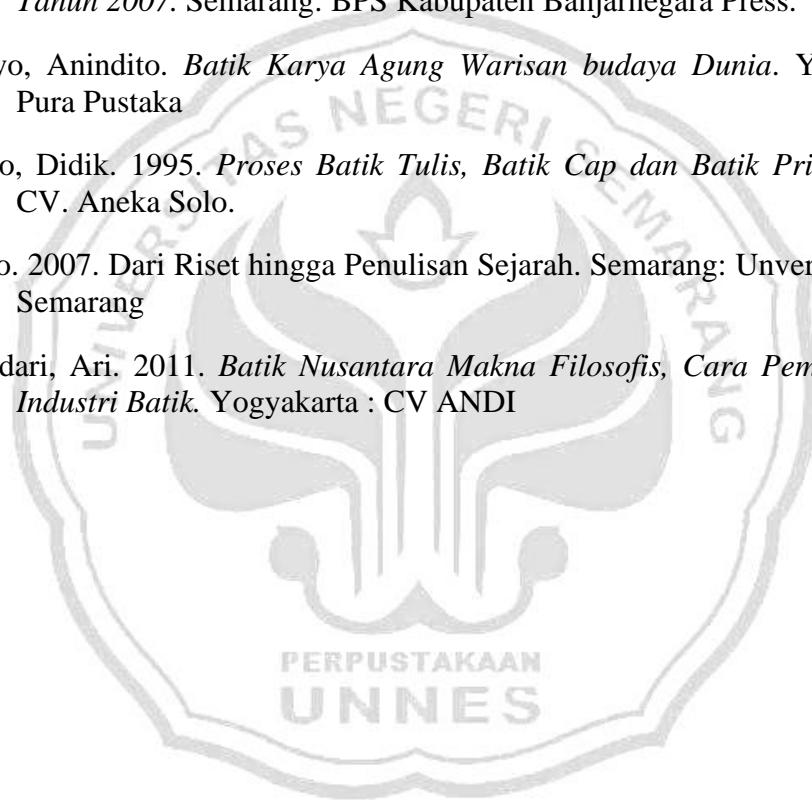 Tahun 2007. Semarang. BPS Kabupaten Banjarnegara Press.
yo, Anindito. Batik Karya Agung Warisan budaya Dunia. Y
Pura Pustaka
o, Didik. 1995. Proses Batik Tulis, Batik Cap dan Batik Pri
CV. Aneka Solo.
o. 2007. Dari Riset hingga Penulisan Sejarah. Semarang: Unver
Semarang
dari, Ari. 2011. Batik Nusantara Makna Filosofis, Cara Pem
Industri Batik. Yogyakarta : CV ANDI
UNIVERSITAS NEGERI SEMARANG
PERPUSTAKAAN
UNNES